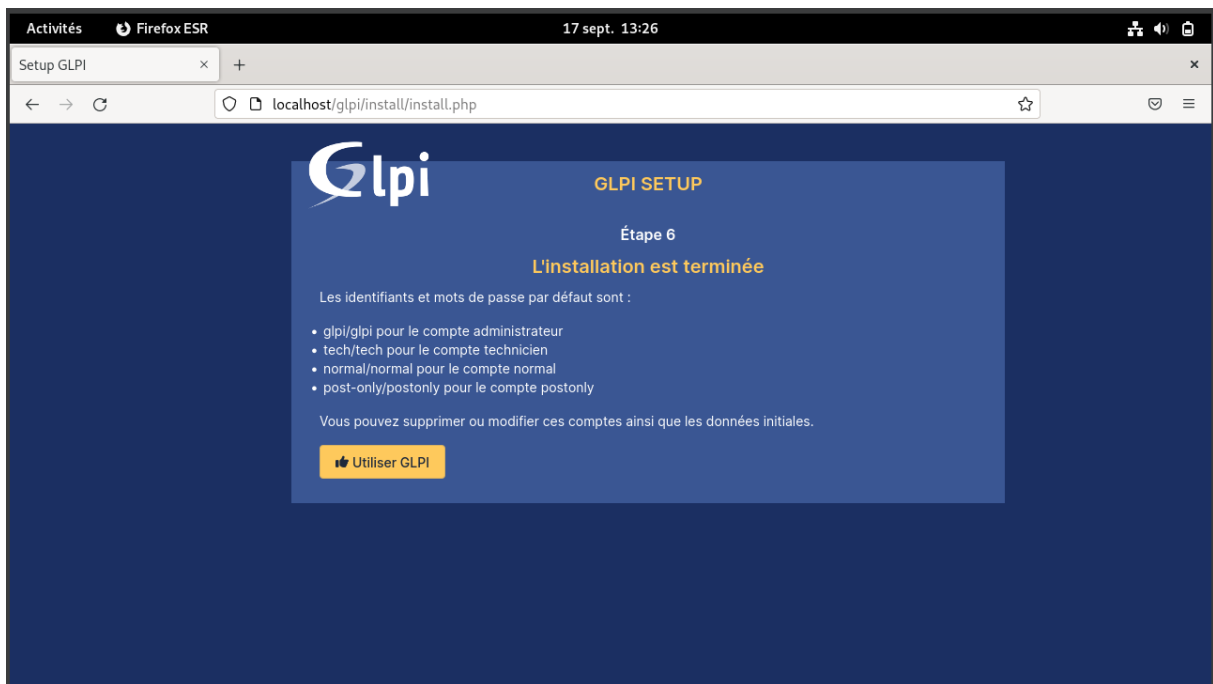 Activités Firefox ESR 17 sept. 13:26
Setup GLPI
localhost/glpi/install/install.php
Glpi
GLPI SETUP
Étape 6
L'installation est terminée
Les identifiants et mots de passe par défaut sont :
• glpi/glpi pour le compte administrateur
• tech/tech pour le compte technicien
• normal/normal pour le compte normal
• post-only/postonly pour le compte postonly
Vous pouvez supprimer ou modifier ces comptes ainsi que les données initiales.
Utiliser GLPI